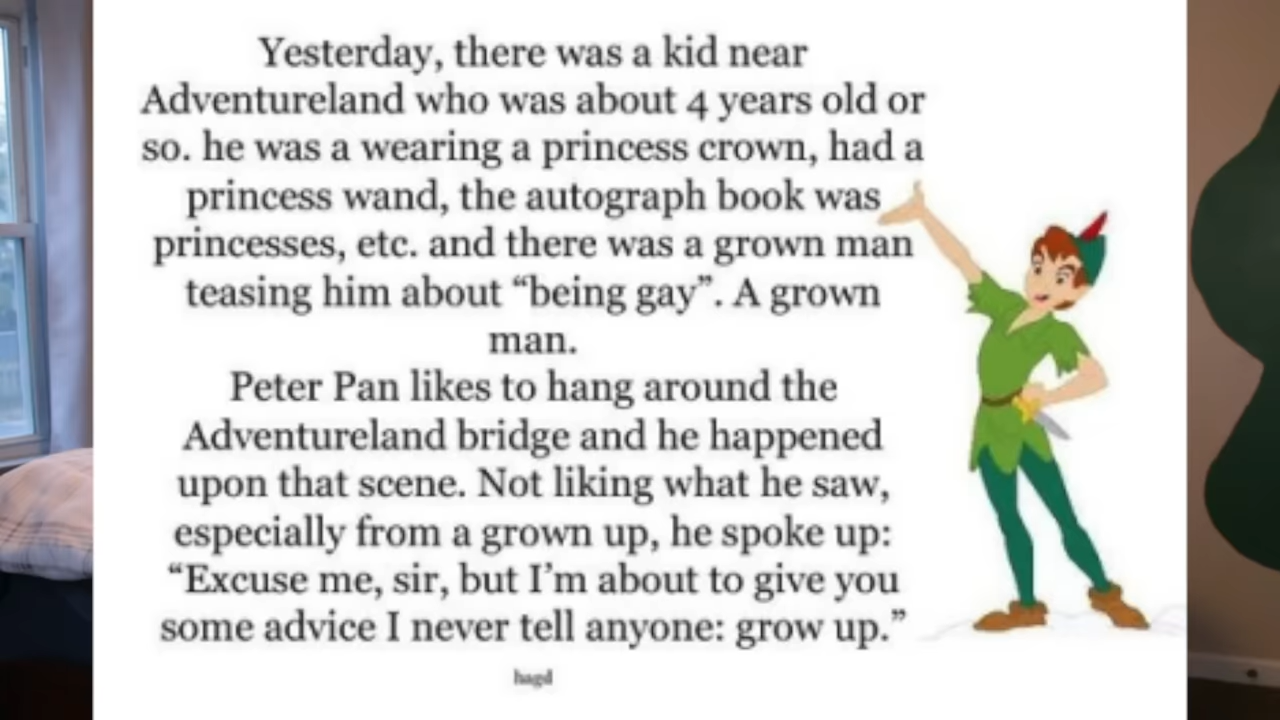 Yesterday, there was a kid near
Adventureland who was about 4 years old or
so. he was a wearing a princess crown, had a
princess wand, the autograph book was
princesses, etc. and there was a grown man
teasing him about “being gay”. A grown
man.
Peter Pan likes to hang around the
Adventureland bridge and he happened
upon that scene. Not liking what he saw,
especially from a grown up, he spoke up:
“Excuse me, sir, but I’m about to give you
some advice I never tell anyone: grow up.”
hagd